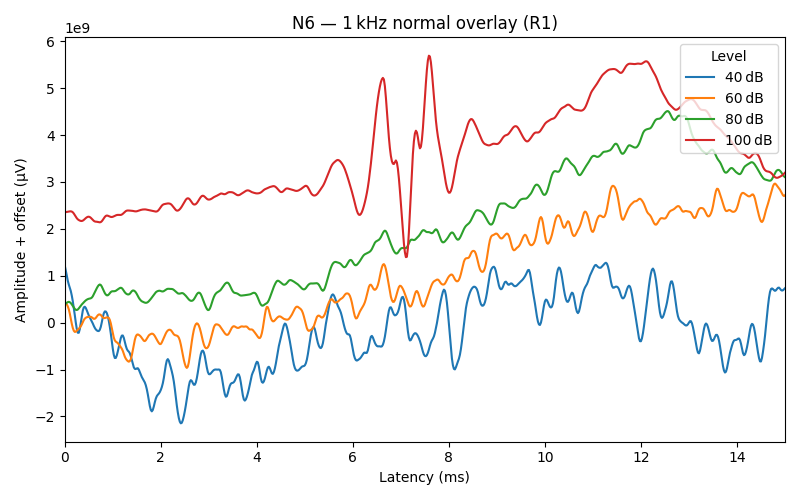 N6 — 1 kHz normal overlay (R1)
1e9
6
5
4
3
2
1
0
−1
−2
Amplitude + offset (µV)
Level
40 dB
60 dB
80 dB
100 dB
0 2 4 6 8 10 12 14
Latency (ms)